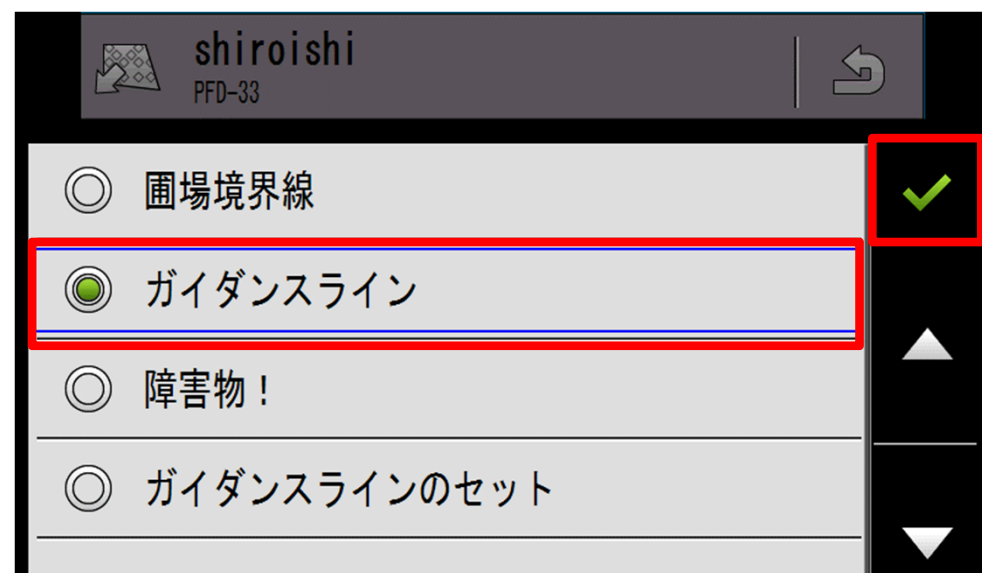 shiroishi
PFD-33
圃場境界線
ガイダンスライン
障害物！
ガイダンスラインのセット